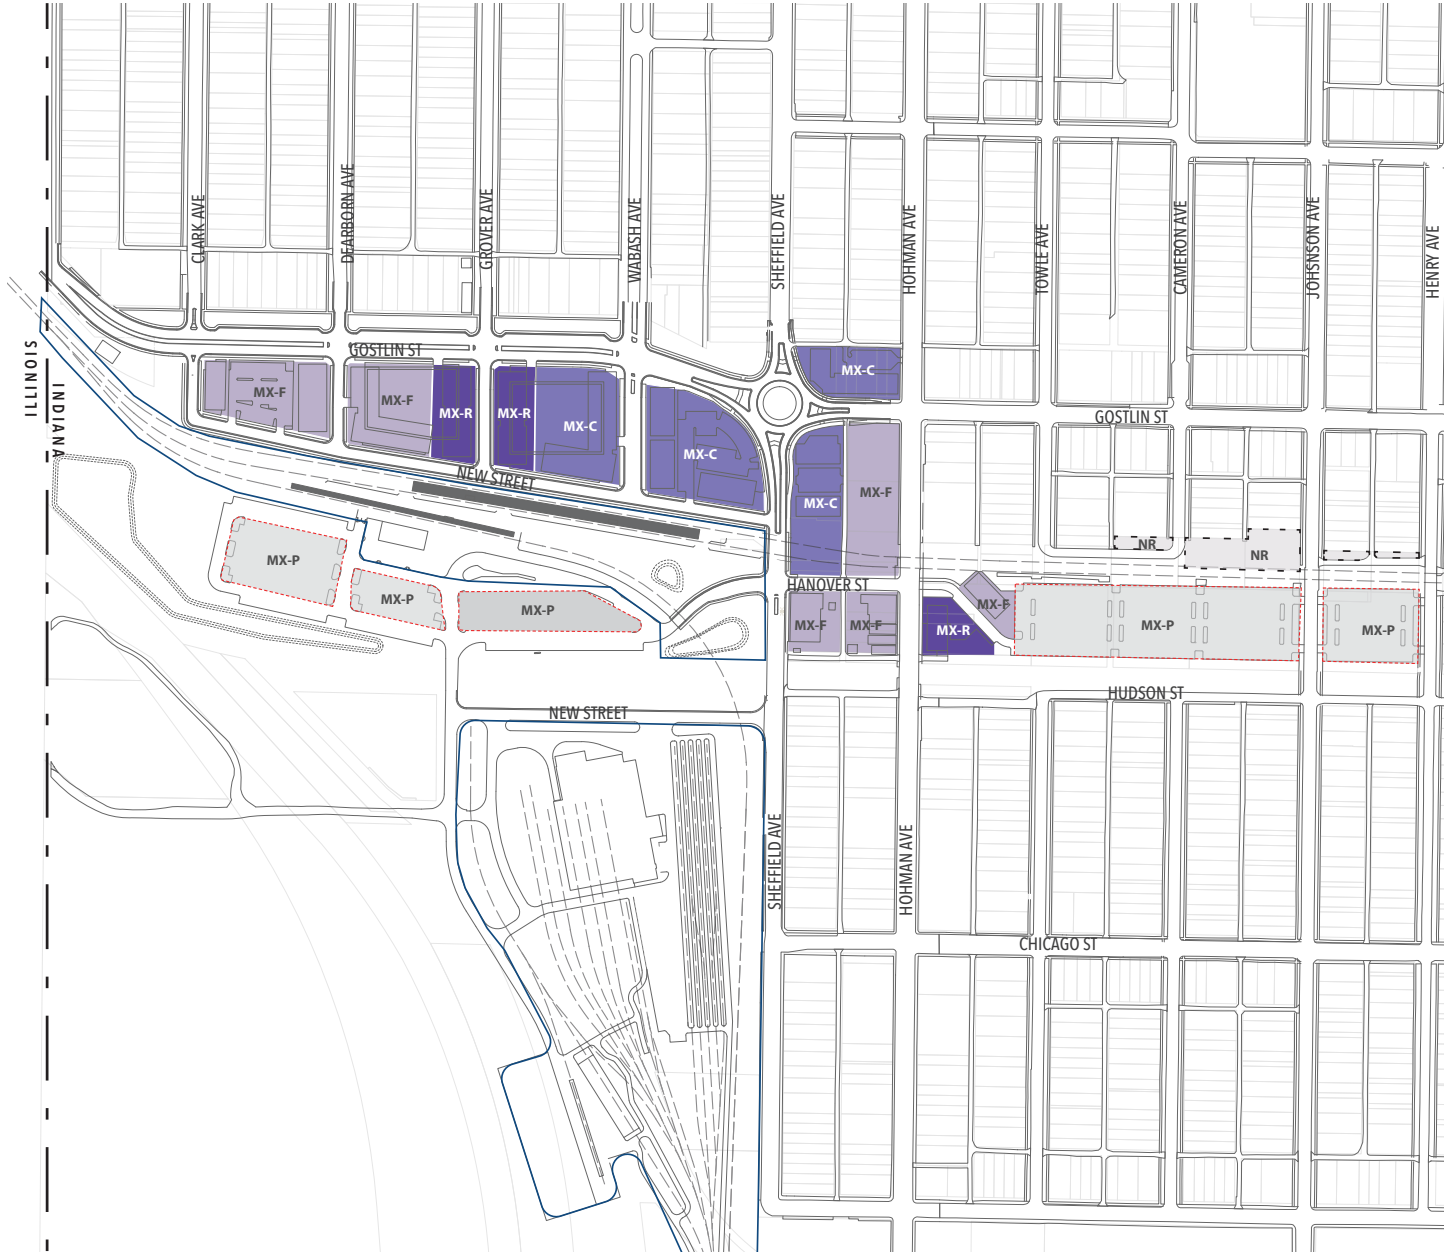 CLARK AVE
DEARBORN AVE
GROVER AVE
WABASH AVE
SHEFFIELD AVE
HOHMAN AVE
TOWLE AVE
CAMERON AVE
JOHSNSON AVE
HENRY AVE
ILLINOIS
INDIANA
GOSTLIN ST
MX-C
MX-F
MX-F
MX-R
MX-R
MX-C
GOSTLIN ST
MX-C
NEW STREET
MX-F
MX-C
NR
NR
MX-P
HANOVER ST
MX-P
MX-P
MX-F
MX-F
MX-F
MX-R
MX-P
MX-P
HUDSON ST
NEW STREET
SHEFFIELD AVE
HOHMAN AVE
CHICAGO ST